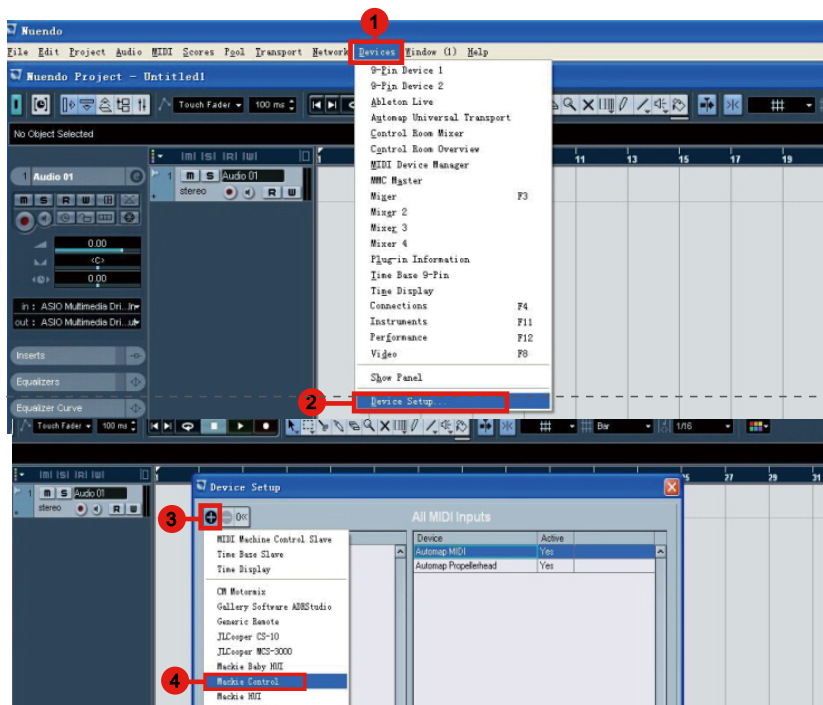 1
Nuendo
File Edit Project Audio MIDI Scores Pool Transport Network Devices Window (1) Help
Nuendo Project - Untitled1
Touch Fader 100 ms
No Object Selected
11 13 15 17 19
1 Audio 01
m S R W
0.00
<C>
0.00
in : ASIO Multimedia Dri...In
out : ASIO Multimedia Dri...ut
Inserts
Equalizers
Equalizer Curve
1 m S Audio 01
stereo R W
9-Pin Device 1
9-Pin Device 2
Ableton Live
Automap Universal Transport
Control Room Mixer
Control Room Overview
MIDI Device Manager
MMC Master
Mixer F3
Mixer 2
Mixer 3
Mixer 4
Plug-in Information
Time Base 9-Pin
Time Display
Connections F4
Instruments F11
Performance F12
Video F8
Show Panel
2
Device Setup...
Touch Fader 100 ms Bar 1/16
25 27 29 31
1 m S Audio 01
stereo R W
Device Setup
3
All MIDI Inputs
Device Active
Automap MIDI Yes
Automap Propellerhead Yes
MIDI Machine Control Slave
Time Base Slave
Time Display
CM Motormix
Gallery Software ADRStudio
Generic Remote
JLCooper CS-10
JLCooper MCS-3000
Mackie Baby HUI
4
Mackie Control
Mackie HUI